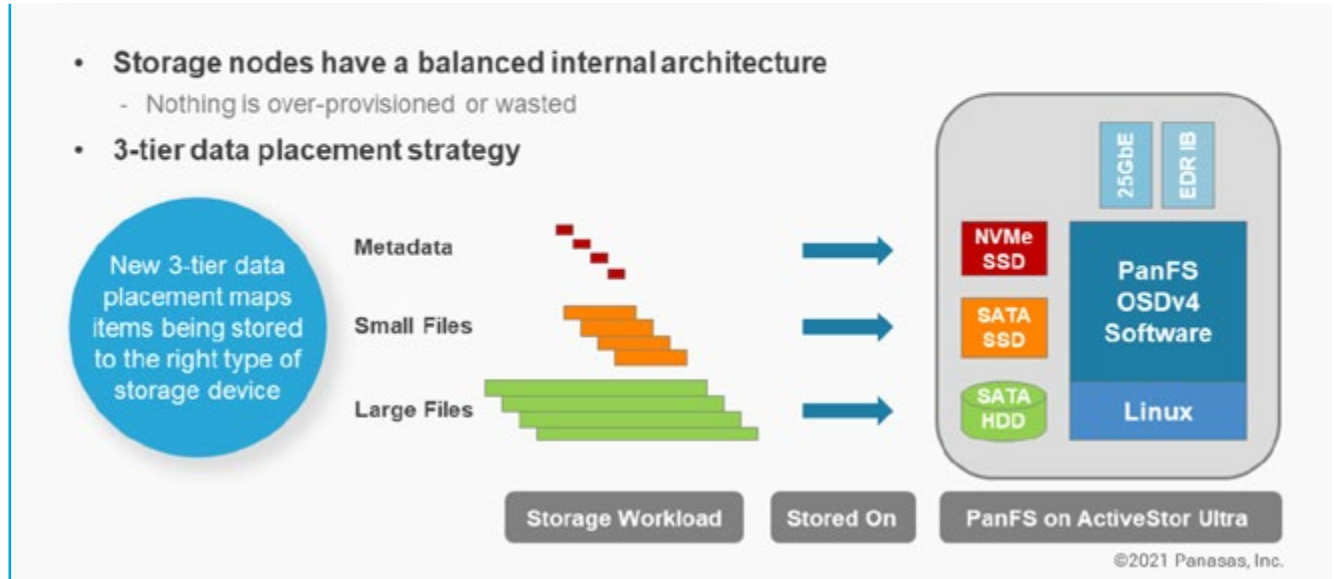 • Storage nodes have a balanced internal architecture
- Nothing is over-provisioned or wasted
• 3-tier data placement strategy
New 3-tier data
placement maps
items being stored
to the right type of
storage device
Metadata
Small Files
Large Files
25GbE
EDR IB
NVMe
SSD
SATA
SSD
SATA
HDD
PanFS
OSDv4
Software
Linux
Storage Workload
Stored On
PanFS on ActiveStor Ultra
©2021 Panasas, Inc.